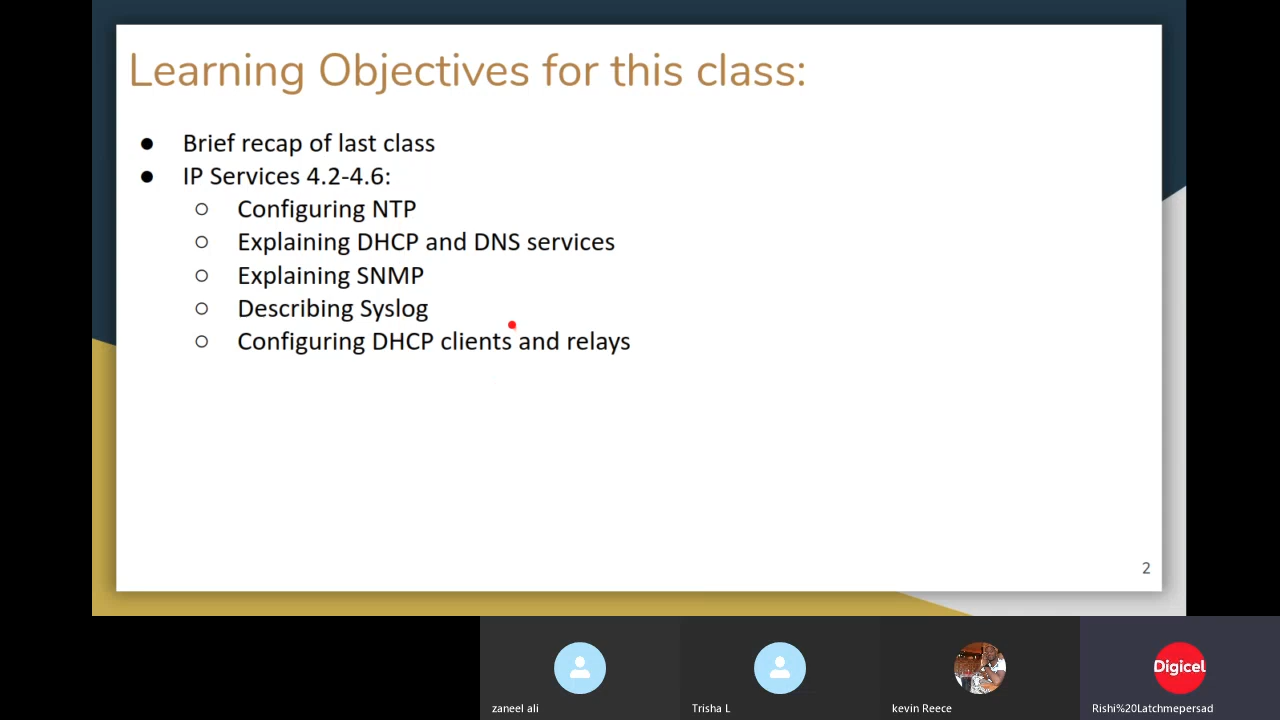 Learning Objectives for this class:
● Brief recap of last class
● IP Services 4.2-4.6:
○ Configuring NTP
○ Explaining DHCP and DNS services
○ Explaining SNMP
○ Describing Syslog
○ Configuring DHCP clients and relays
2
Digicel
zaneel ali
Trisha L
kevin Reece
Rishi%20Latchmepersad